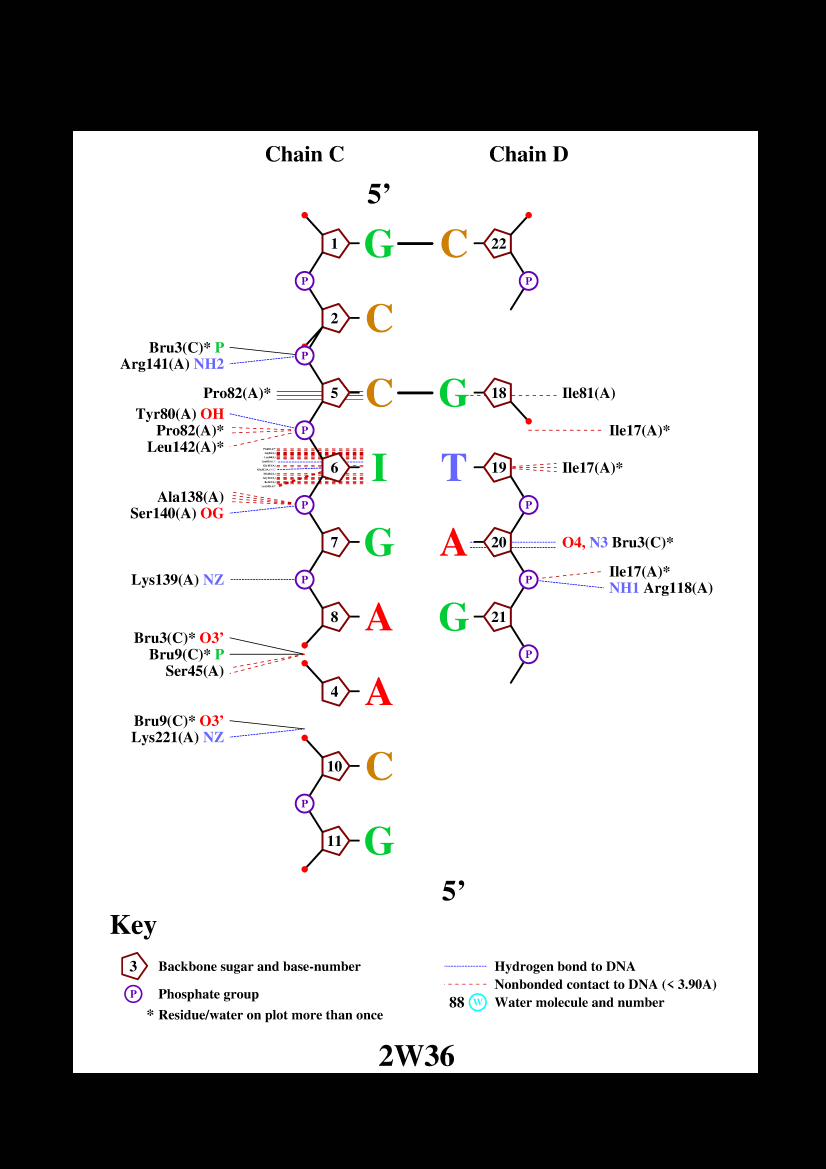 Chain C Chain D
5’
1 G C 22
P P
2 C
Bru3(C)* P P
Arg141(A) NH2
Pro82(A)* 5 C G 18 Ile81(A)
Tyr80(A) OH
Pro82(A)* P Ile17(A)*
Leu142(A)*
6 I T 19 Ile17(A)*
Ala138(A)
Ser140(A) OG P P
7 G A 20 O4, N3 Bru3(C)*
Ile17(A)*
Lys139(A) NZ P P NH1 Arg118(A)
8 A G 21
Bru3(C)* O3’
Bru9(C)* P P
Ser45(A)
4 A
Bru9(C)* O3’
Lys221(A) NZ
10 C
P
11 G
5’
Key
3 Backbone sugar and base-number
P Phosphate group
* Residue/water on plot more than once
Hydrogen bond to DNA
Nonbonded contact to DNA (< 3.90A)
88 W Water molecule and number
2W36